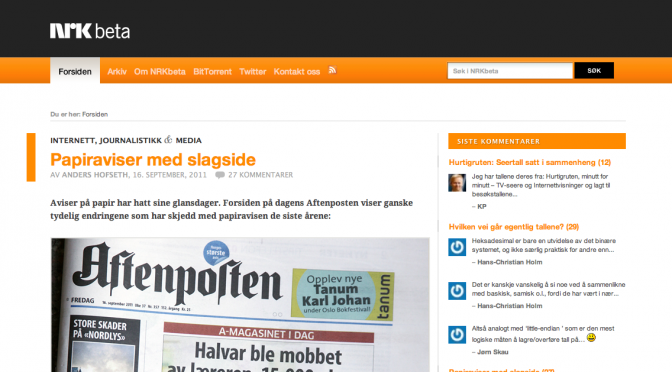 NRK beta
Forsiden Arkiv Om NRKbeta BitTorrent Twitter Kontakt oss
Søk i NRKbeta
SØK
Du er her: Forsiden
INTERNETT, JOURNALISTIKK & MEDIA
Papiraviser med slagside
AV ANDERS HOFSETH, 16. SEPTEMBER, 2011 27 KOMMENTARER
Aviser på papir har hatt sine glansdager. Forsiden på dagens Aftenposten viser ganske
tydelig endringene som har skjedd med papiravisen de siste årene:
Norges
største
Aftenposten
Opplev nye
Tanum
Karl Johan
under Oslo Bokfestival!
tanum
FREDAG
STORE SKADER
PÅ «NORDLYS»
A-MAGASINET I DAG
Halvar ble mobbet
av læreren. 15 000
SISTE KOMMENTARER
Hurtigruten: Seertall satt i sammenheng (12)
Jeg har tallene deres fra: Hurtigruten, minutt for
minutt – TV-seere og Internettvisninger og lagt til
besøkstallene...
– KP
Hvilken vei går egentlig tallene? (29)
Heksadesimal er bare en utvidelse av det binære
systemet, og ikke særlig praktisk for andre enn...
– Hans-Christian Holm
Det er kanskje vanskelig å si noe ved å sammenlikne
med baskisk, samisk o.l., fordi de har vært i nær...
– Hans-Christian Holm
Altså analogt med 'little-endian ' som er den mest
logiske måten å lagre/overføre tall på...
– Jørn Skau
Papiraviser med slagside (27)